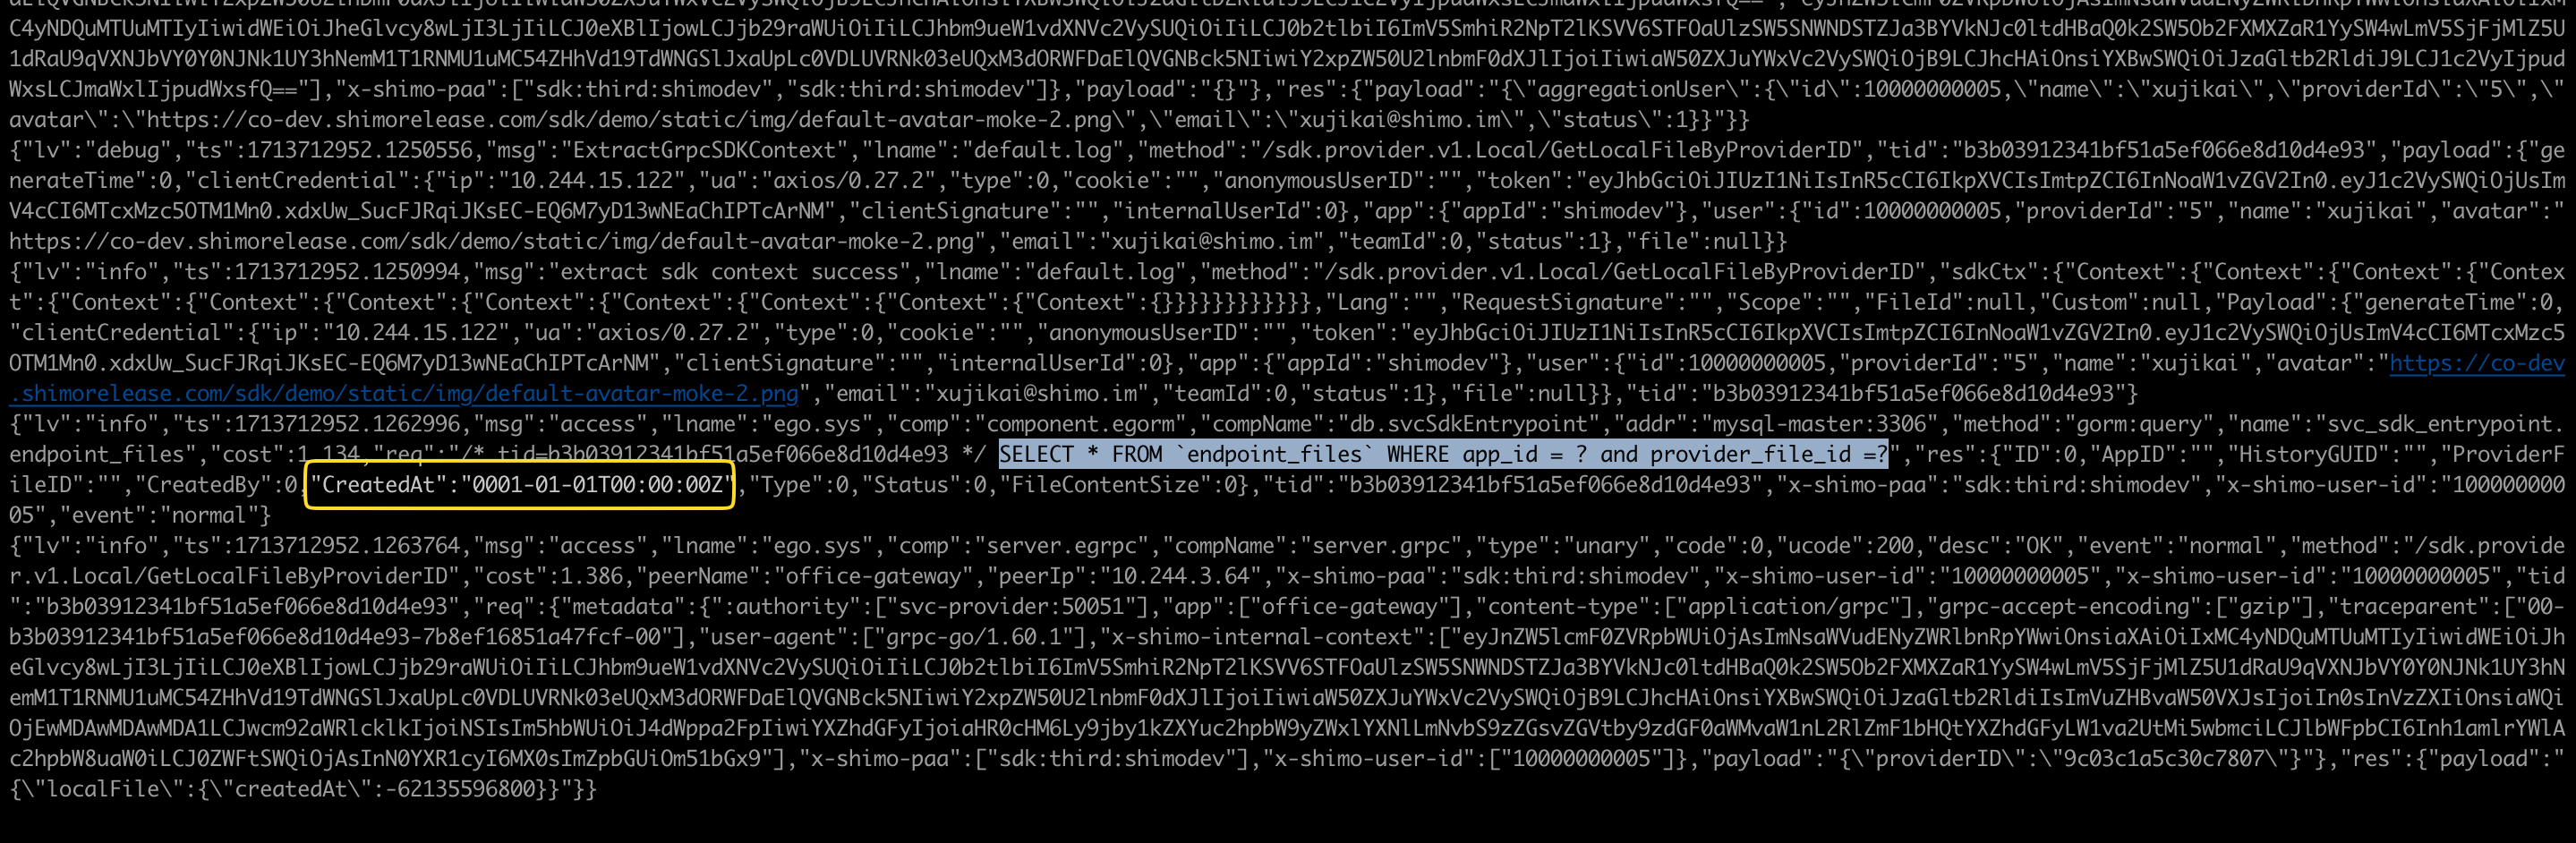 C4yNDQuMTUuMTIyIiwidWEiOiJheGlvcy8wLjI3LjIiLCJ0eXBlIjowLCJjb29raWUiOiIiLCJhbm9ueW1vdXNVc2VySUQiOiIiLCJ0b2tlbiI6ImV5SmhiR2NpT2lKSVV6STFOaUlzSW5SNWNDSTZJa3BYVkNJc0ltdHBaQ0k2SW5Ob2FXMXZaR1YySW4wLmV5SjFjMlZ5U
1dRaU9qVXNJbVY0Y0NJNk1UY3hNemM1T1RNMU1uMC54ZHhVd19TdWNGSlJxaUpLc0VDLUVRNk03eUQxM3dORWFDaElQVGNBck5NIiwiY2xpZW50U2lnbmF0dXJlIjoiIiwiaW50ZXJuYWxVc2VySWQiOjB9LCJhcHAiOnsiYXBwSWQiOiJzaGltb2RldiJ9LCJ1c2VyIjpud
WxsLCJmaWxlIjpudWxsfQ=="],"x-shimo-paa":["sdk:third:shimodev","sdk:third:shimodev"]},"payload":"{}"},"res":{"payload":"{\"aggregationUser\":{\"id\":10000000005,\"name\":\"xujikai\",\"providerId\":\"5\",\"
avatar\":\"https://co-dev.shimorelease.com/sdk/demo/static/img/default-avatar-moke-2.png\",\"email\":\"xujikai@shimo.im\",\"status\":1}}"}}
{"lv":"debug","ts":1713712952.1250556,"msg":"ExtractGrpcSDKContext","lname":"default.log","method":"/sdk.provider.v1.Local/GetLocalFileByProviderID","tid":"b3b03912341bf51a5ef066e8d10d4e93","payload":{"ge
nerateTime":0,"clientCredential":{"ip":"10.244.15.122","ua":"axios/0.27.2","type":0,"cookie":"","anonymousUserID":"","token":"eyJhbGciOiJIUzI1NiIsInR5cCI6IkpXVCIsImtpZCI6InNoaW1vZGV2In0.eyJ1c2VySWQiOjUsIm
V4cCI6MTcxMzc5OTM1Mn0.xdxUw_SucFJRqiJKsEC-EQ6M7yD13wNEaChIPTcArNM","clientSignature":"","internalUserId":0},"app":{"appId":"shimodev"},"user":{"id":10000000005,"providerId":"5","name":"xujikai","avatar":"
https://co-dev.shimorelease.com/sdk/demo/static/img/default-avatar-moke-2.png","email":"xujikai@shimo.im","teamId":0,"status":1},"file":null}}
{"lv":"info","ts":1713712952.1250994,"msg":"extract sdk context success","lname":"default.log","method":"/sdk.provider.v1.Local/GetLocalFileByProviderID","sdkCtx":{"Context":{"Context":{"Context":{"Contex
t":{"Context":{"Context":{"Context":{"Context":{"Context":{"Context":{"Context":{}}}}}}}}}}}},"Lang":"","RequestSignature":"","Scope":"","FileId":null,"Custom":null,"Payload":{"generateTime":0,
"clientCredential":{"ip":"10.244.15.122","ua":"axios/0.27.2","type":0,"cookie":"","anonymousUserID":"","token":"eyJhbGciOiJIUzI1NiIsInR5cCI6IkpXVCIsImtpZCI6InNoaW1vZGV2In0.eyJ1c2VySWQiOjUsImV4cCI6MTcxMzc5
OTM1Mn0.xdxUw_SucFJRqiJKsEC-EQ6M7yD13wNEaChIPTcArNM","clientSignature":"","internalUserId":0},"app":{"appId":"shimodev"},"user":{"id":10000000005,"providerId":"5","name":"xujikai","avatar":"https://co-dev
.shimorelease.com/sdk/demo/static/img/default-avatar-moke-2.png","email":"xujikai@shimo.im","teamId":0,"status":1},"file":null}},"tid":"b3b03912341bf51a5ef066e8d10d4e93"}
{"lv":"info","ts":1713712952.1262996,"msg":"access","lname":"ego.sys","comp":"component.egorm","compName":"db.svcSdkEntrypoint","addr":"mysql-master:3306","method":"gorm:query","name":"svc_sdk_entrypoint.
endpoint_files","cost":1.134,"req":"/* tid=b3b03912341bf51a5ef066e8d10d4e93 */ SELECT * FROM `endpoint_files` WHERE app_id = ? and provider_file_id =?","res":{"ID":0,"AppID":"","HistoryGUID":"","ProviderF
ileID":"","CreatedBy":0,"CreatedAt":"0001-01-01T00:00:00Z","Type":0,"Status":0,"FileContentSize":0},"tid":"b3b03912341bf51a5ef066e8d10d4e93","x-shimo-paa":"sdk:third:shimodev","x-shimo-user-id":"100000000
05","event":"normal"}
{"lv":"info","ts":1713712952.1263764,"msg":"access","lname":"ego.sys","comp":"server.egrpc","compName":"server.grpc","type":"unary","code":0,"ucode":200,"desc":"OK","event":"normal","method":"/sdk.provide
r.v1.Local/GetLocalFileByProviderID","cost":1.386,"peerName":"office-gateway","peerIp":"10.244.3.64","x-shimo-paa":"sdk:third:shimodev","x-shimo-user-id":"10000000005","x-shimo-user-id":"10000000005","tid
":"b3b03912341bf51a5ef066e8d10d4e93","req":{"metadata":{":authority":["svc-provider:50051"],"app":["office-gateway"],"content-type":["application/grpc"],"grpc-accept-encoding":["gzip"],"traceparent":["00-
b3b03912341bf51a5ef066e8d10d4e93-7b8ef16851a47fcf-00"],"user-agent":["grpc-go/1.60.1"],"x-shimo-internal-context":["eyJnZW5lcmF0ZVRpbWUiOjAsImNsaWVudENyZWRlbnRpYWwiOnsiaXAiOiIxMC4yNDQuMTUuMTIyIiwidWEiOiJh
eGlvcy8wLjI3LjIiLCJ0eXBlIjowLCJjb29raWUiOiIiLCJhbm9ueW1vdXNVc2VySUQiOiIiLCJ0b2tlbiI6ImV5SmhiR2NpT2lKSVV6STFOaUlzSW5SNWNDSTZJa3BYVkNJc0ltdHBaQ0k2SW5Ob2FXMXZaR1YySW4wLmV5SjFjMlZ5U1dRaU9qVXNJbVY0Y0NJNk1UY3hN
emM1T1RNMU1uMC54ZHhVd19TdWNGSlJxaUpLc0VDLUVRNk03eUQxM3dORWFDaElQVGNBck5NIiwiY2xpZW50U2lnbmF0dXJlIjoiIiwiaW50ZXJuYWxVc2VySWQiOjB9LCJhcHAiOnsiYXBwSWQiOiJzaGltb2RldiIsImVuZHBvaW50VXJsIjoiIn0sInVzZXIiOnsiaWQi
OjEwMDAwMDAwMDA1LCJwcm92aWRlcklkIjoiNSIsIm5hbWUiOiJ4dWppa2FpIiwiYXZhdGFyIjoiaHR0cHM6Ly9jby1kZXYuc2hpbW9yZWxlYXNlLmNvbS9zZGsvZGVtby9zdGF0aWMvaW1nL2RlZmF1bHQtYXZhdGFyLW1va2UtMi5wbmciLCJlbWFpbCI6Inh1amlrYWlA
c2hpbW8uaW0iLCJ0ZWFtSWQiOjAsInN0YXR1cyI6MX0sImZpbGUiOm51bGx9"],"x-shimo-paa":["sdk:third:shimodev"],"x-shimo-user-id":["10000000005"]},"payload":"{\"providerID\":\"9c03c1a5c30c7807\"}"},"res":{"payload":"
{\"localFile\":{\"createdAt\":-62135596800}}"}}